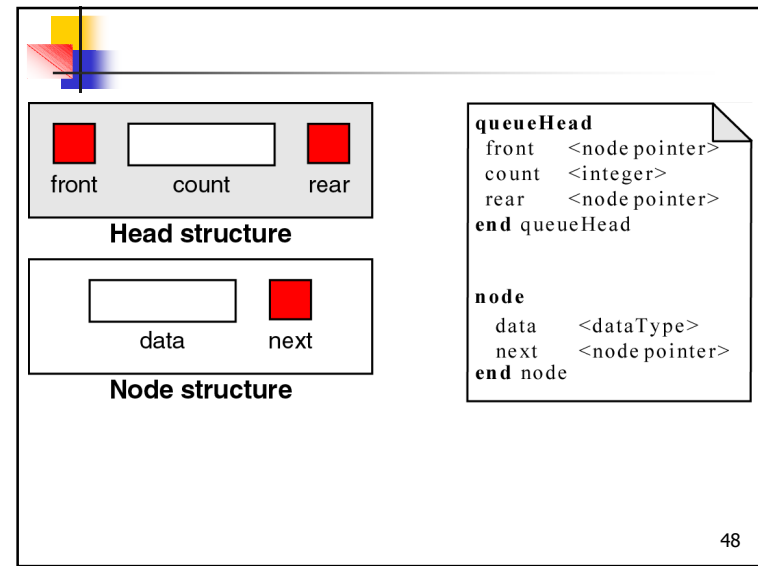 front count rear
Head structure
data next
Node structure
queueHead
front <node pointer>
count <integer>
rear <node pointer>
end queueHead
node
data <dataType>
next <node pointer>
end node
48